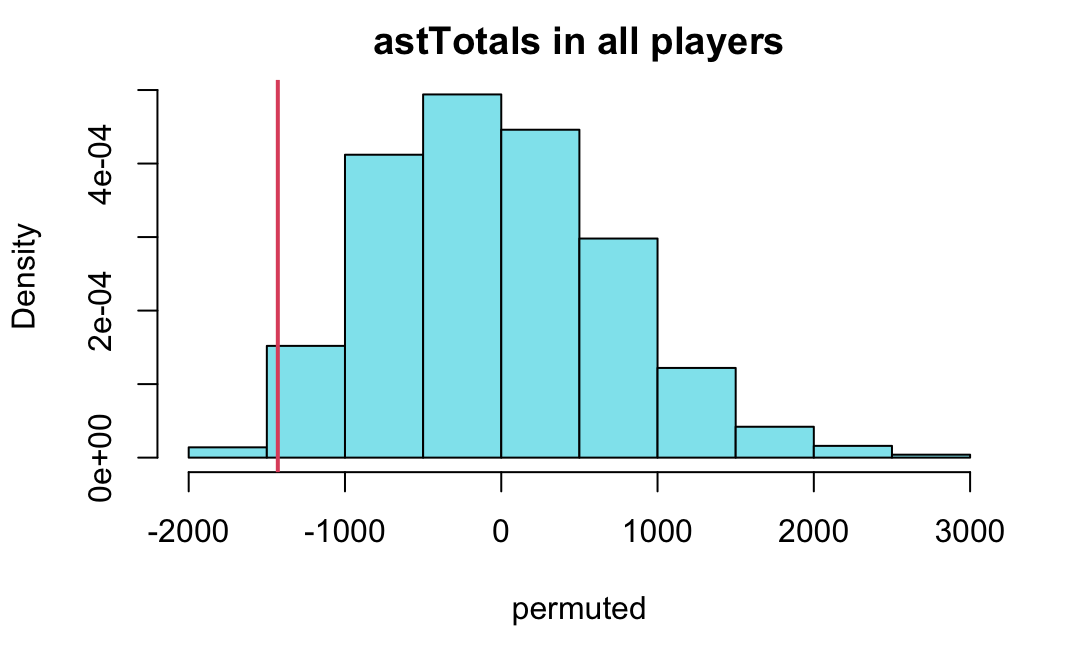 astTotals in all players
Density
4e-04
2e-04
0e+00
-2000 -1000 0 1000 2000 3000
permuted